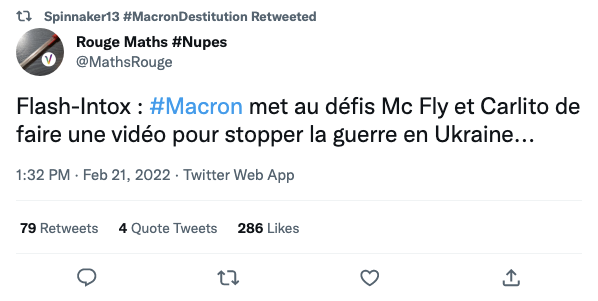 Spinnaker13 #MacronDestitution Retweeted
Rouge Maths #Nupes
@MathsRouge
Flash-Intox : #Macron met au défis Mc Fly et Carlito de
faire une vidéo pour stopper la guerre en Ukraine...
1:32 PM · Feb 21, 2022 · Twitter Web App
79 Retweets 4 Quote Tweets 286 Likes